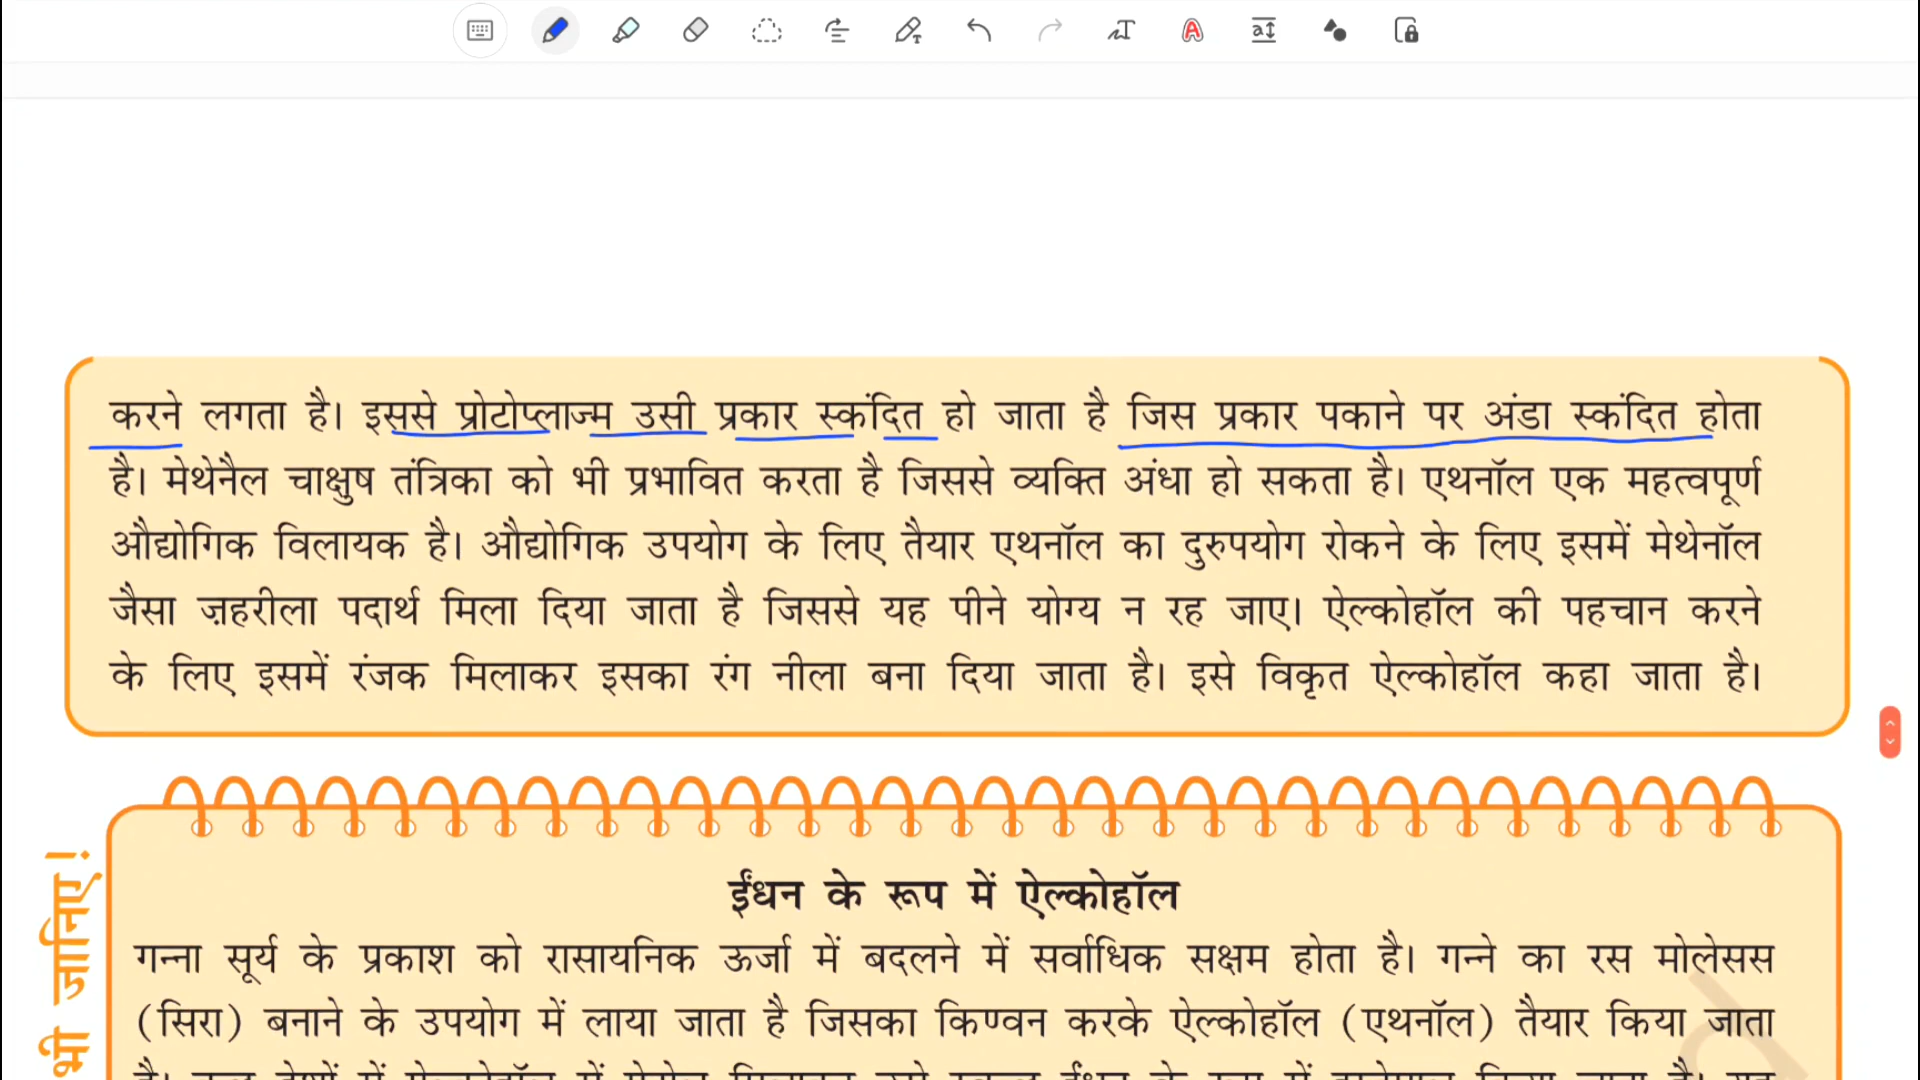 करने लगता है। इससे प्रोटोप्लाज्म उसी प्रकार स्कंदित हो जाता है जिस प्रकार पकाने पर अंडा स्कंदित होता
है। मेथेनैल चाक्षुष तंत्रिका को भी प्रभावित करता है जिससे व्यक्ति अंधा हो सकता है। एथनॉल एक महत्वपूर्ण
औद्योगिक विलायक है। औद्योगिक उपयोग के लिए तैयार एथनॉल का दुरुपयोग रोकने के लिए इसमें मेथेनॉल
जैसा ज़हरीला पदार्थ मिला दिया जाता है जिससे यह पीने योग्य न रह जाए। ऐल्कोहॉल की पहचान करने
के लिए इसमें रंजक मिलाकर इसका रंग नीला बना दिया जाता है। इसे विकृत ऐल्कोहॉल कहा जाता है।
भी जानिए!
ईंधन के रूप में ऐल्कोहॉल
गन्ना सूर्य के प्रकाश को रासायनिक ऊर्जा में बदलने में सर्वाधिक सक्षम होता है। गन्ने का रस मोलेसस
(सिरा) बनाने के उपयोग में लाया जाता है जिसका किण्वन करके ऐल्कोहॉल (एथनॉल) तैयार किया जाता